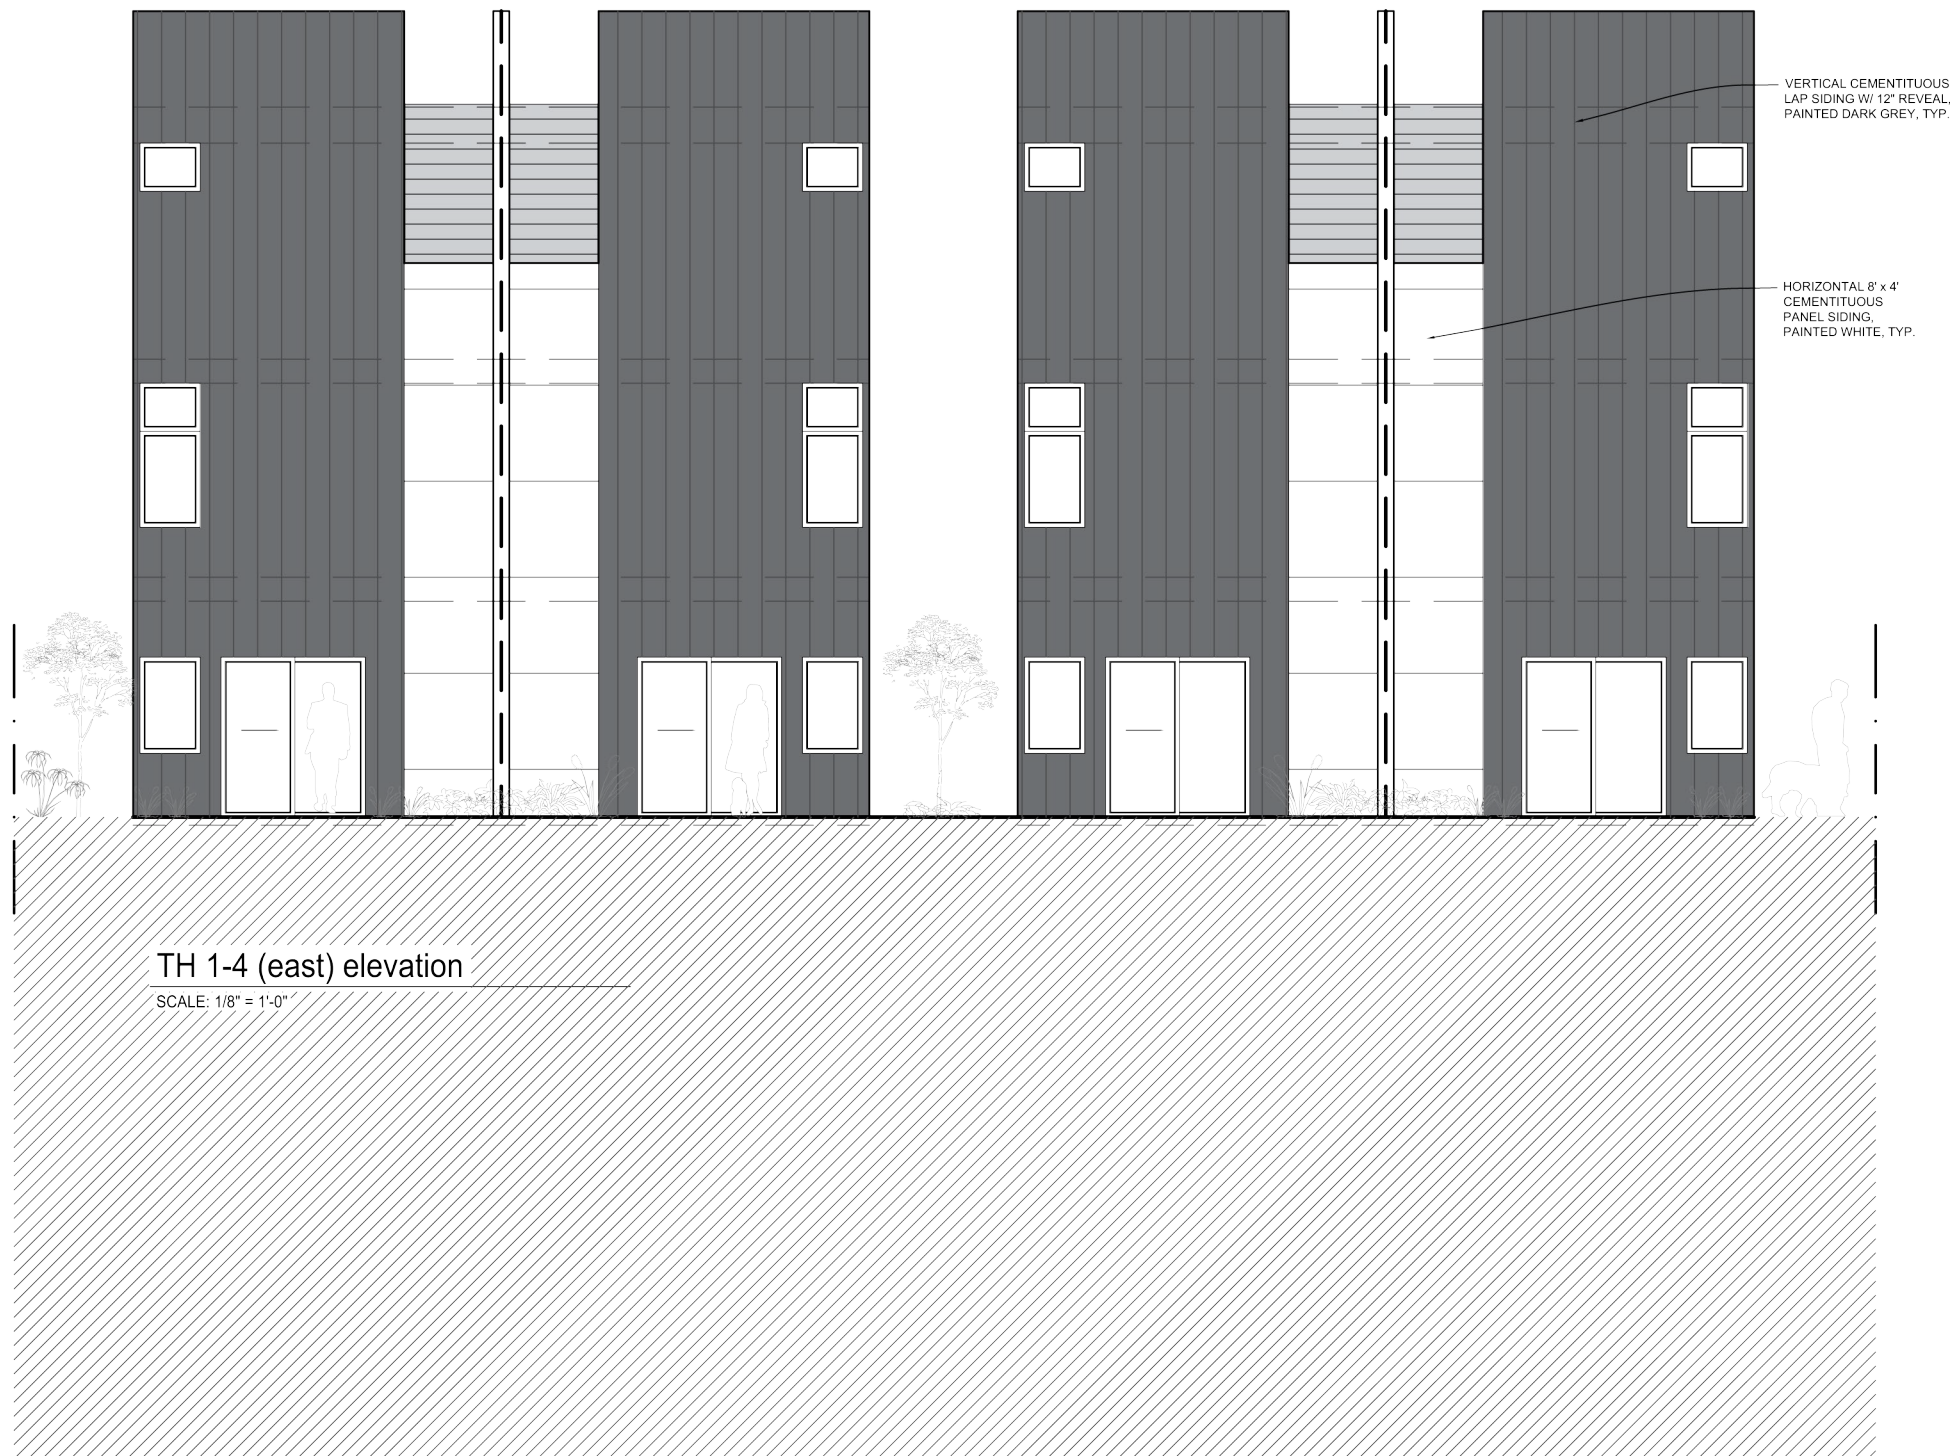 VERTICAL CEMENTITUOUS
LAP SIDING W/ 12" REVEAL,
PAINTED DARK GREY, TYP.
HORIZONTAL 8' x 4'
CEMENTITUOUS
PANEL SIDING,
PAINTED WHITE, TYP.
TH 1-4 (east) elevation
SCALE: 1/8" = 1'-0"